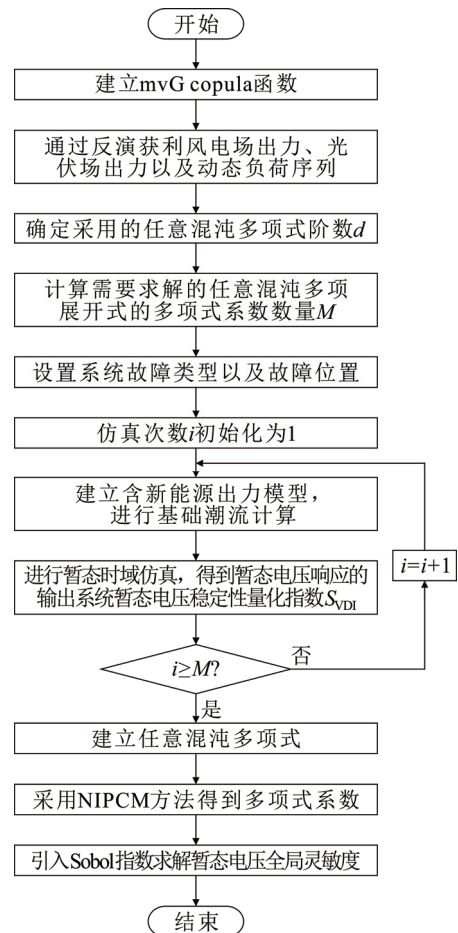 开始
建立mvG copula函数
通过反演获利风电场出力、光
伏场出力以及动态负荷序列
确定采用的任意混沌多项式阶数d
计算需要求解的任意混沌多项
展开式的多项式系数数量M
设置系统故障类型以及故障位置
仿真次数i初始化为1
建立含新能源出力模型，
进行基础潮流计算
进行暂态时域仿真，得到暂态电压响应的
输出系统暂态电压稳定性量化指数SVDI
i=i+1
i≥M?
否
是
建立任意混沌多项式
采用NIPCM方法得到多项式系数
引入Sobol指数求解暂态电压全局灵敏度
结束